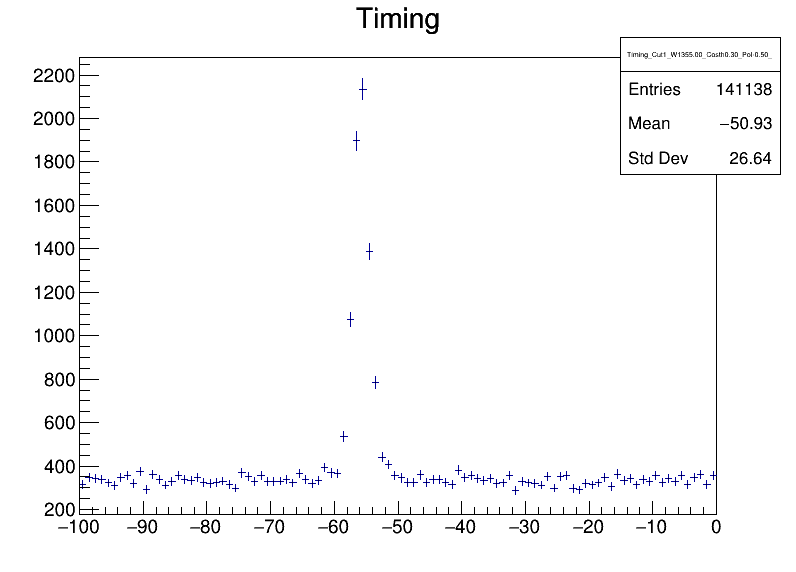 Timing
Timing_Cut1_W1355.00_Costh0.30_Pol-0.50_
Entries 141138
Mean −50.93
Std Dev 26.64
2200
2000
1800
1600
1400
1200
1000
800
600
400
200
−100 −90 −80 −70 −60 −50 −40 −30 −20 −10 0